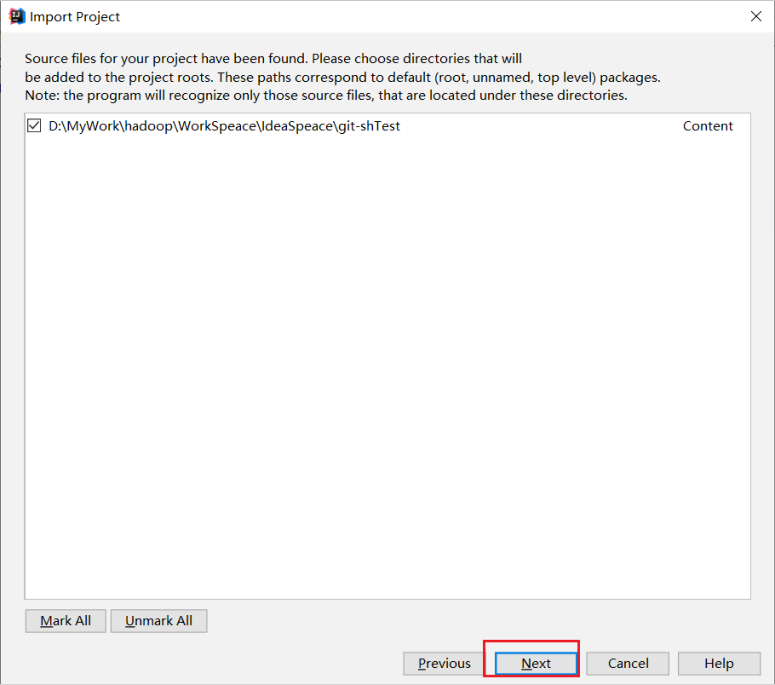 Import Project
Source files for your project have been found. Please choose directories that will
be added to the project roots. These paths correspond to default (root, unnamed, top level) packages.
Note: the program will recognize only those source files, that are located under these directories.
D:\MyWork\hadoop\WorkSpeace\IdeaSpeace\git-shTest Content
Mark All Unmark All
Previous Next Cancel Help